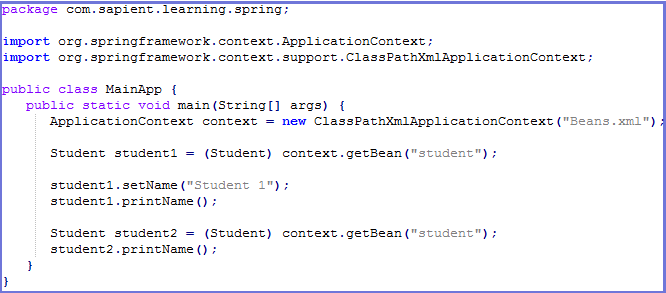 package com.sapient.learning.spring;
import org.springframework.context.ApplicationContext;
import org.springframework.context.support.ClassPathXmlApplicationContext;
public class MainApp {
public static void main(String[] args) {
ApplicationContext context = new ClassPathXmlApplicationContext("Beans.xml");
Student student1 = (Student) context.getBean("student");
student1.setName("Student 1");
student1.printName();
Student student2 = (Student) context.getBean("student");
student2.printName();
}
}